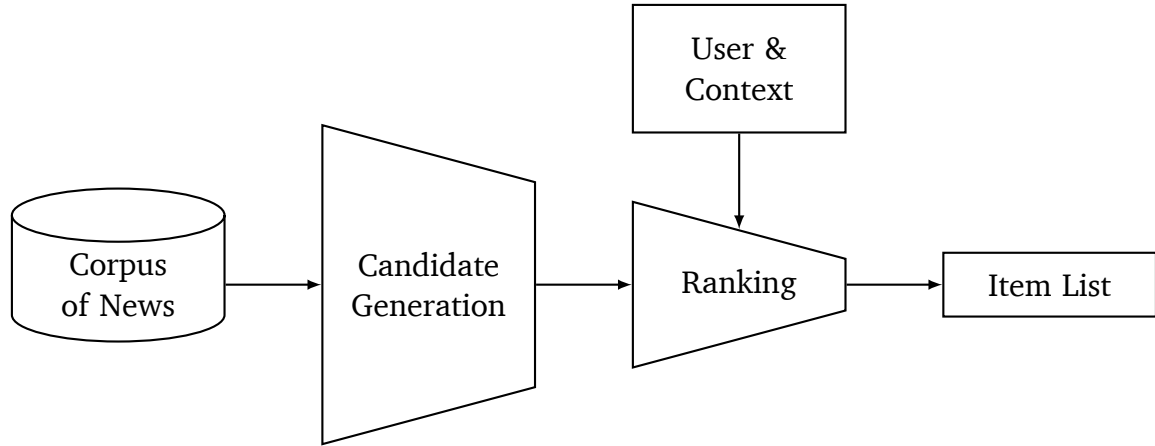 User &
Context
Corpus
of News
Candidate
Generation
Ranking
Item List